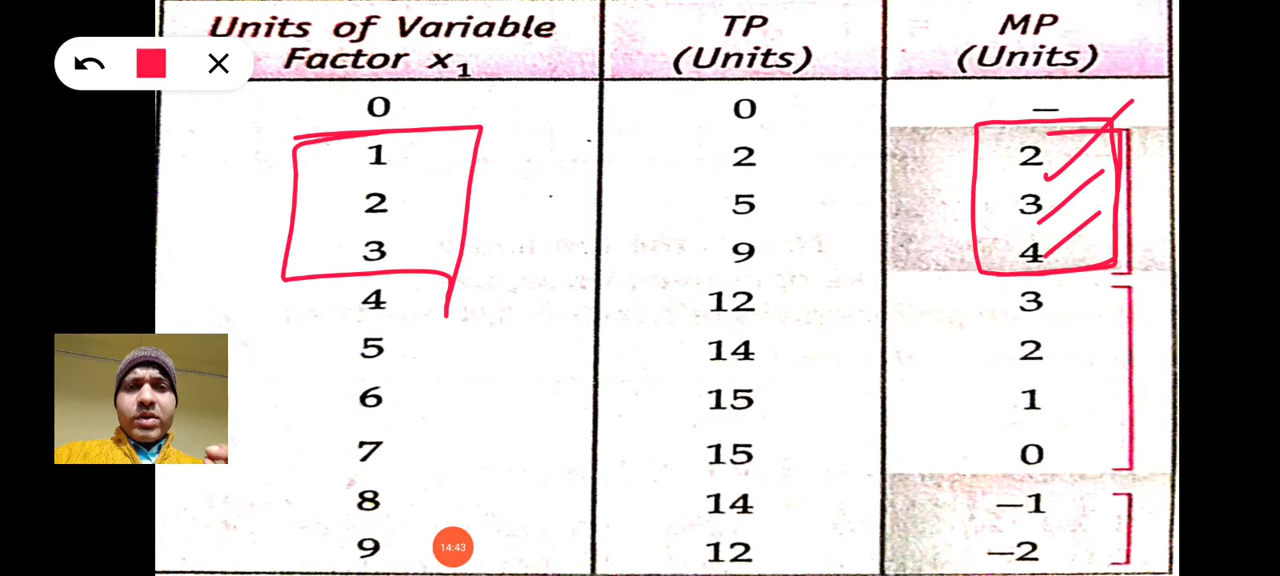 Units of Variable Factor x₁ TP (Units) MP (Units)
0 0 –
1 2 2
2 5 3
3 9 4
4 12 3
5 14 2
6 15 1
7 15 0
8 14 –1
9 12 –2
14:43